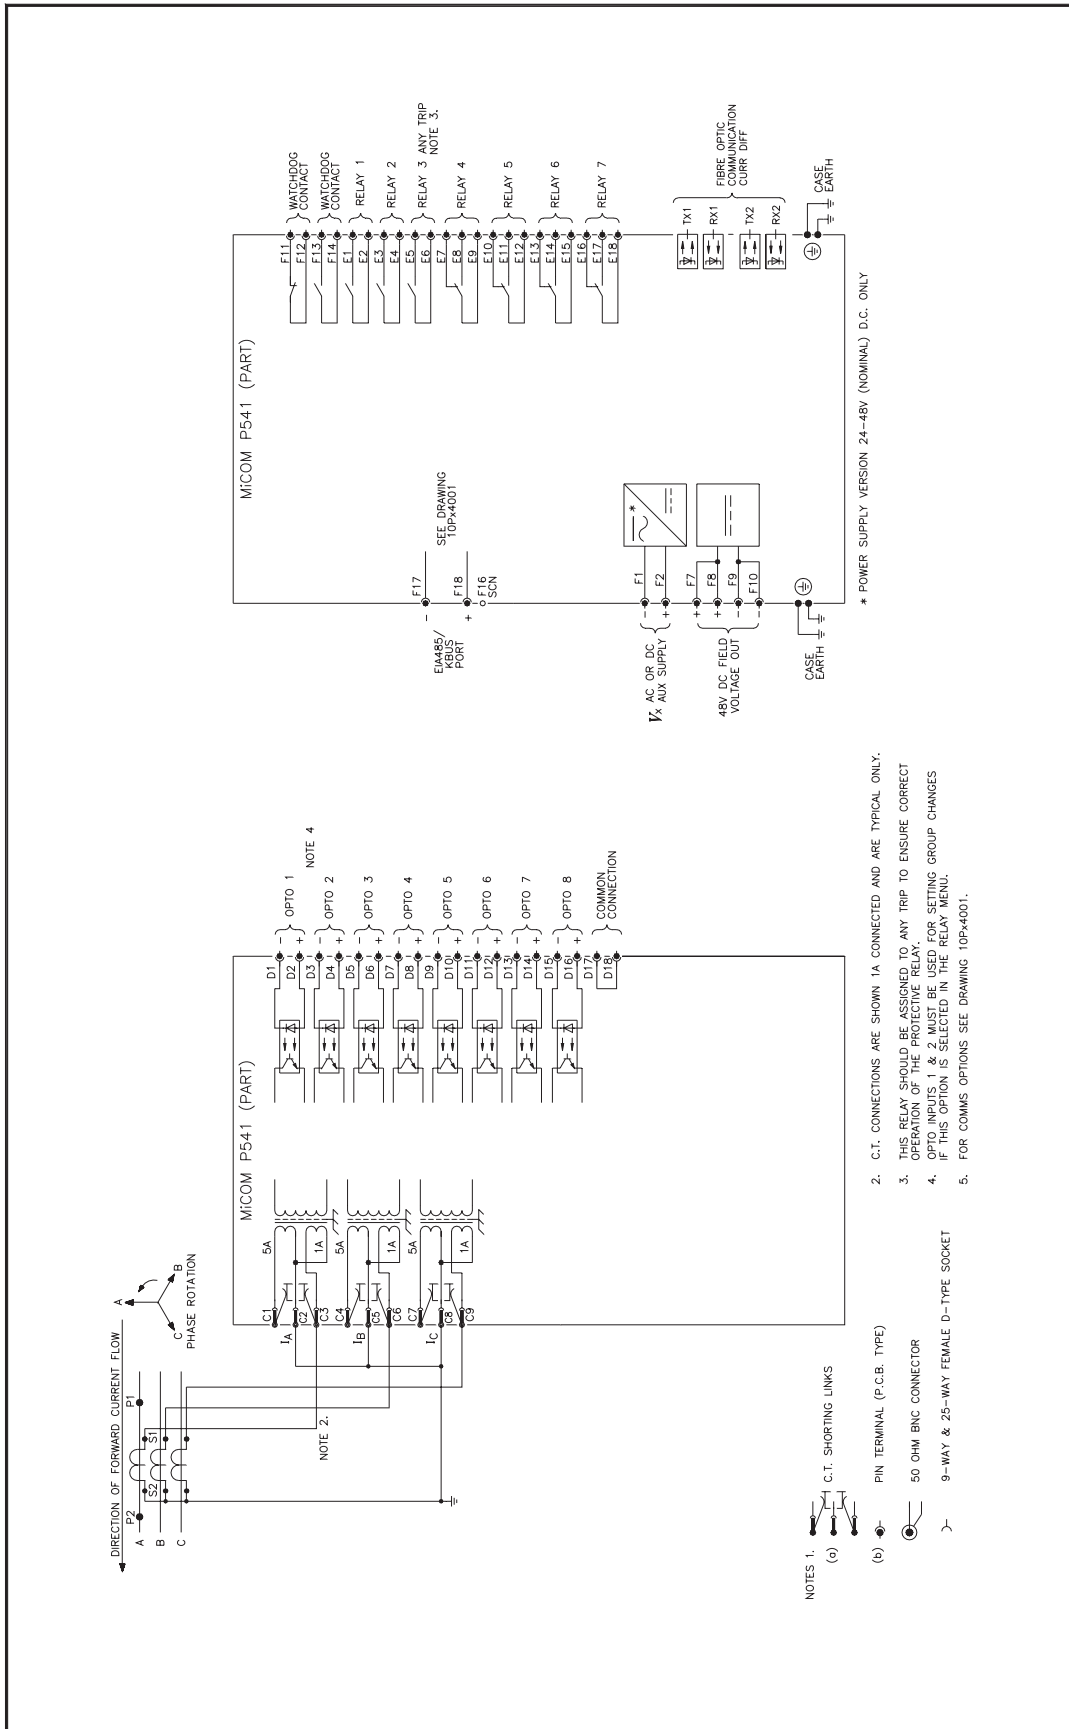 DIRECTION OF FORWARD CURRENT FLOW
P2
P1
A
B
C
S2
S1
A
B
C
PHASE ROTATION
NOTE 2.
MiCOM P541 (PART)
C1
C2
C3
C4
C5
C6
C7
C8
C9
IA
IB
IC
5A
1A
5A
1A
5A
1A
D1
D2
D3
D4
D5
D6
D7
D8
D9
D10
D11
D12
D13
D14
D15
D16
D17
D18
-
+
-
+
-
+
-
+
-
+
-
+
-
+
-
+
OPTO 1
NOTE 4
OPTO 2
OPTO 3
OPTO 4
OPTO 5
OPTO 6
OPTO 7
OPTO 8
COMMON
CONNECTION
MiCOM P541 (PART)
EIA485/
KBUS
PORT
-
+
F17
F18
F16
SCN
SEE DRAWING
10Px4001
Vx
AC OR DC
AUX SUPPLY
-
+
F1
F2
*
48V DC FIELD
VOLTAGE OUT
+
+
-
-
F7
F8
F9
F10
CASE
EARTH
F11
F12
F13
F14
E1
E2
E3
E4
E5
E6
E7
E8
E9
E10
E11
E12
E13
E14
E15
E16
E17
E18
WATCHDOG
CONTACT
WATCHDOG
CONTACT
RELAY 1
RELAY 2
RELAY 3 ANY TRIP
NOTE 3.
RELAY 4
RELAY 5
RELAY 6
RELAY 7
TX1
RX1
TX2
RX2
FIBRE OPTIC
COMMUNICATION
CURR DIFF
CASE
EARTH
* POWER SUPPLY VERSION 24-48V (NOMINAL) D.C. ONLY
NOTES 1.
(a)
C.T. SHORTING LINKS
(b)
PIN TERMINAL (P.C.B. TYPE)
50 OHM BNC CONNECTOR
9-WAY & 25-WAY FEMALE D-TYPE SOCKET
2. C.T. CONNECTIONS ARE SHOWN 1A CONNECTED AND ARE TYPICAL ONLY.
3. THIS RELAY SHOULD BE ASSIGNED TO ANY TRIP TO ENSURE CORRECT
OPERATION OF THE PROTECTIVE RELAY.
4. OPTO INPUTS 1 & 2 MUST BE USED FOR SETTING GROUP CHANGES
IF THIS OPTION IS SELECTED IN THE RELAY MENU.
5. FOR COMMS OPTIONS SEE DRAWING 10Px4001.